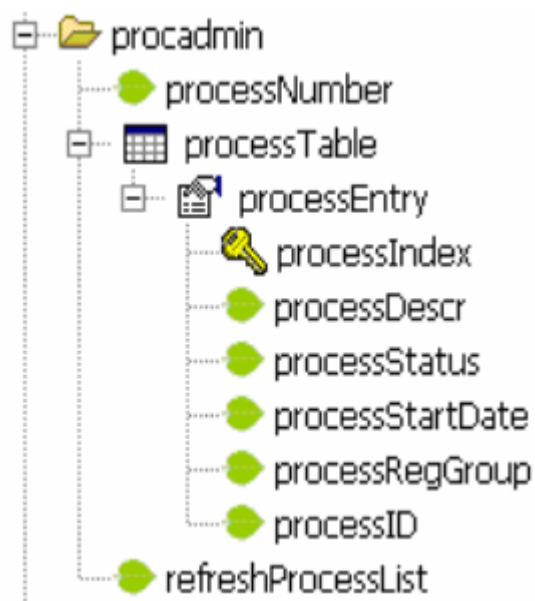 procadmin
processNumber
processTable
processEntry
processIndex
processDescr
processStatus
processStartDate
processRegGroup
processID
refreshProcessList